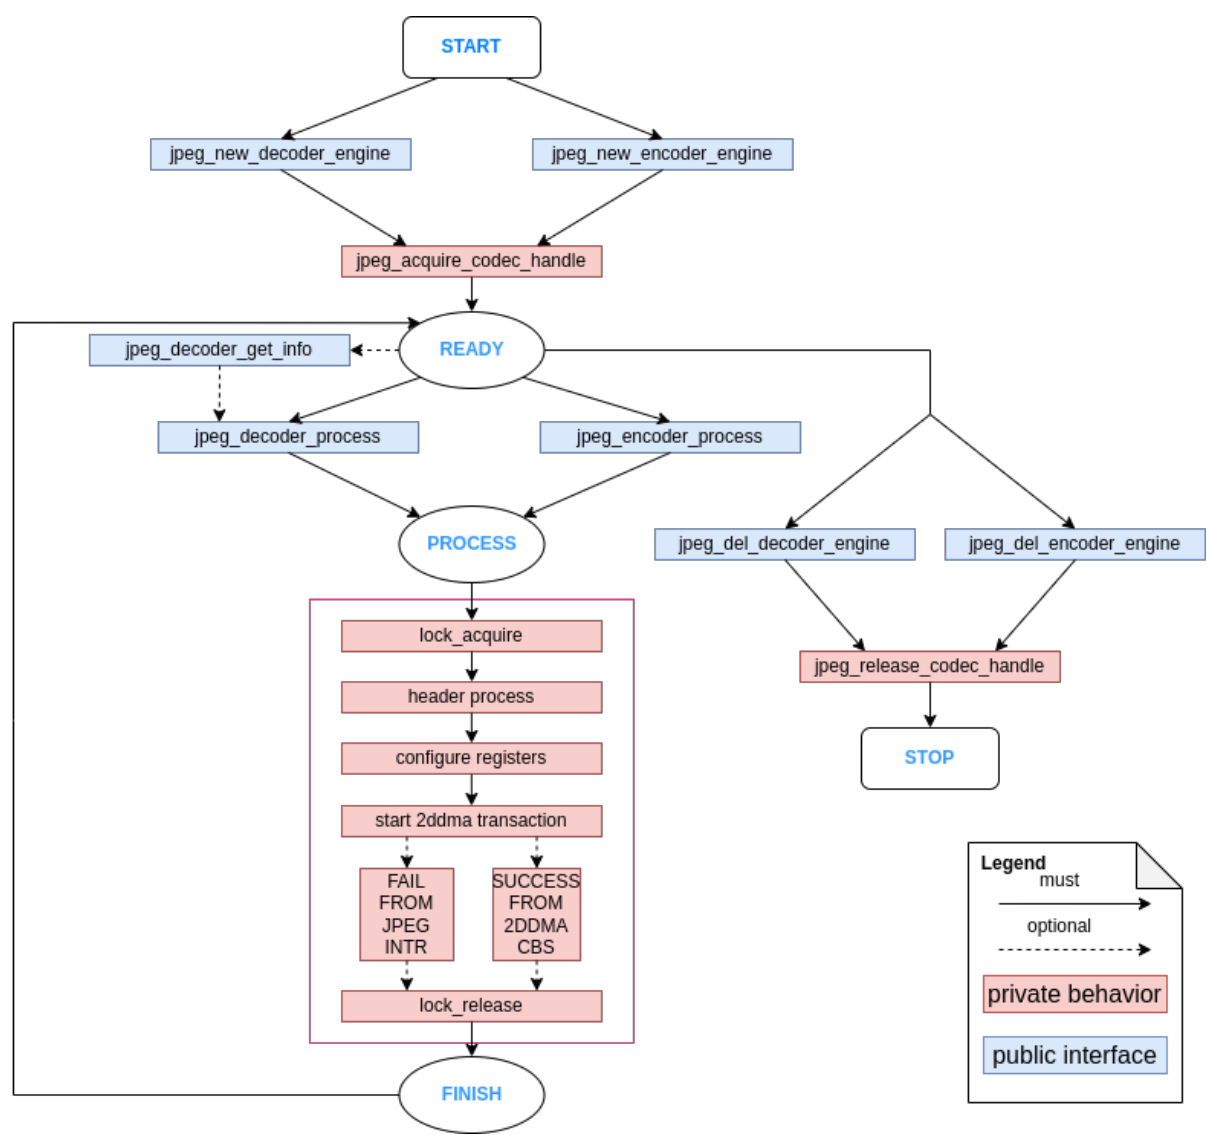 START
jpeg_new_decoder_engine
jpeg_new_encoder_engine
jpeg_acquire_codec_handle
jpeg_decoder_get_info
READY
jpeg_decoder_process
jpeg_encoder_process
PROCESS
jpeg_del_decoder_engine
jpeg_del_encoder_engine
lock_acquire
jpeg_release_codec_handle
header process
configure registers
STOP
start 2ddma transaction
FAIL
FROM
JPEG
INTR
SUCCESS
FROM
2DDMA
CBS
lock_release
FINISH
Legend
must
optional
private behavior
public interface